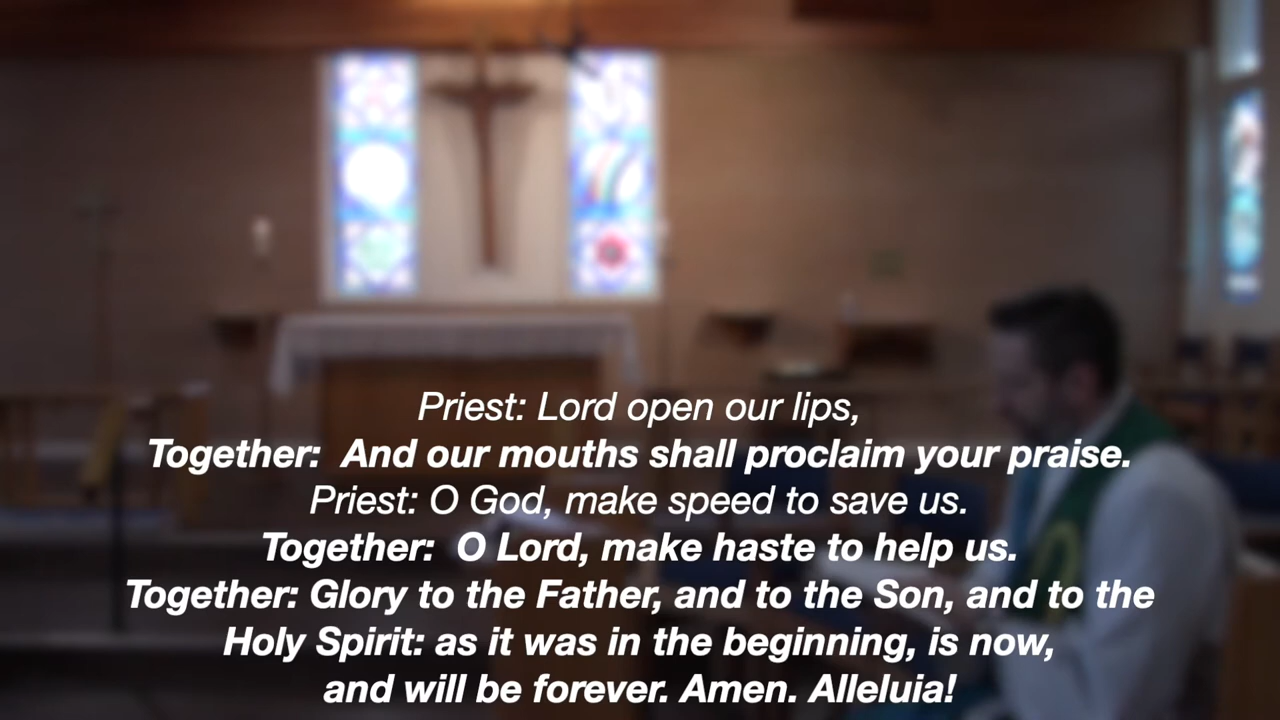 Priest: Lord open our lips,
Together: And our mouths shall proclaim your praise.
Priest: O God, make speed to save us.
Together: O Lord, make haste to help us.
Together: Glory to the Father, and to the Son, and to the
Holy Spirit: as it was in the beginning, is now,
and will be forever. Amen. Alleluia!